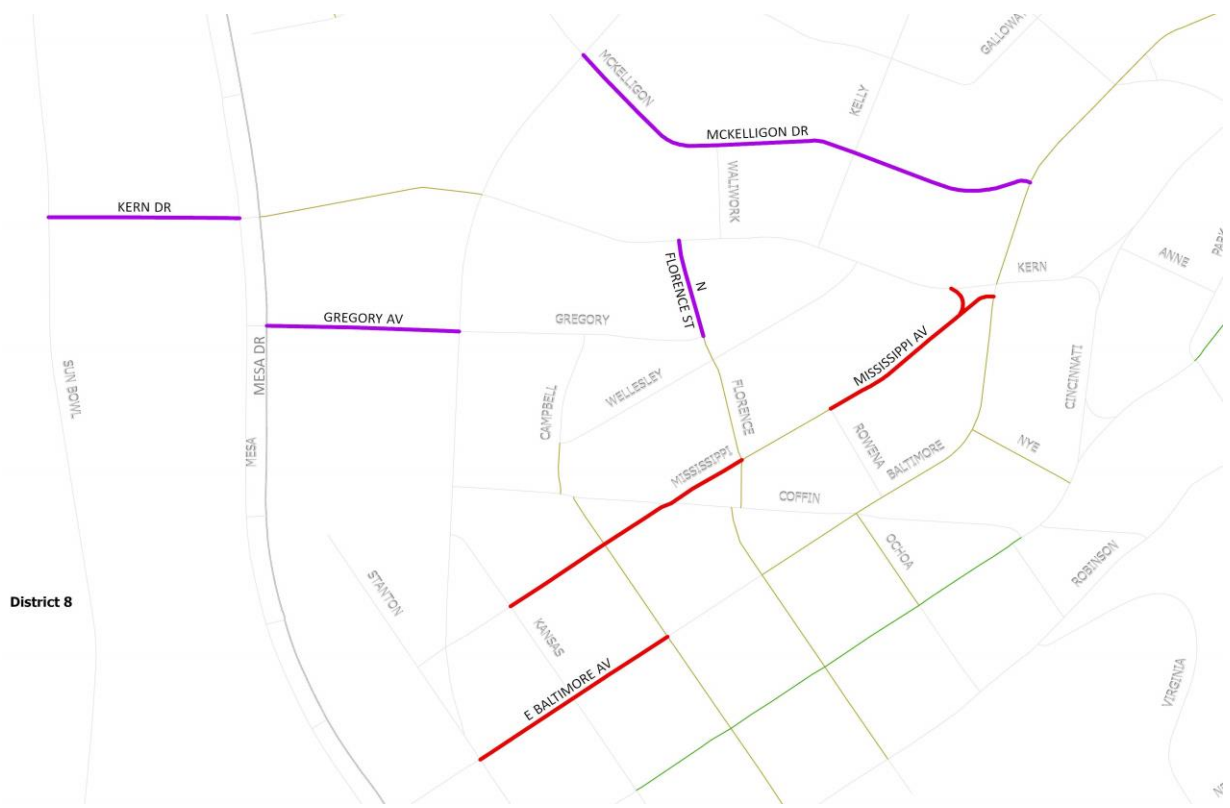 GALLOWAY
MCKELLIGON
KELLY
MCKELLIGON DR
WALIWORK
KERN DR
N
FLORENCE ST
ANNE
PARK
KERN
GREGORY AV
GREGORY
MISSISSIPPI AV
MESA DR
SUN BOWL
WELLESLEY
CAMPBELL
FLORENCE
CINCINNATI
MESA
ROWENA
BALTIMORE
NYE
MISSISSIPPI
COFFIN
OCHOA
ROBINSON
STANTON
District 8
KANSAS
E BALTIMORE AV
VIRGINIA